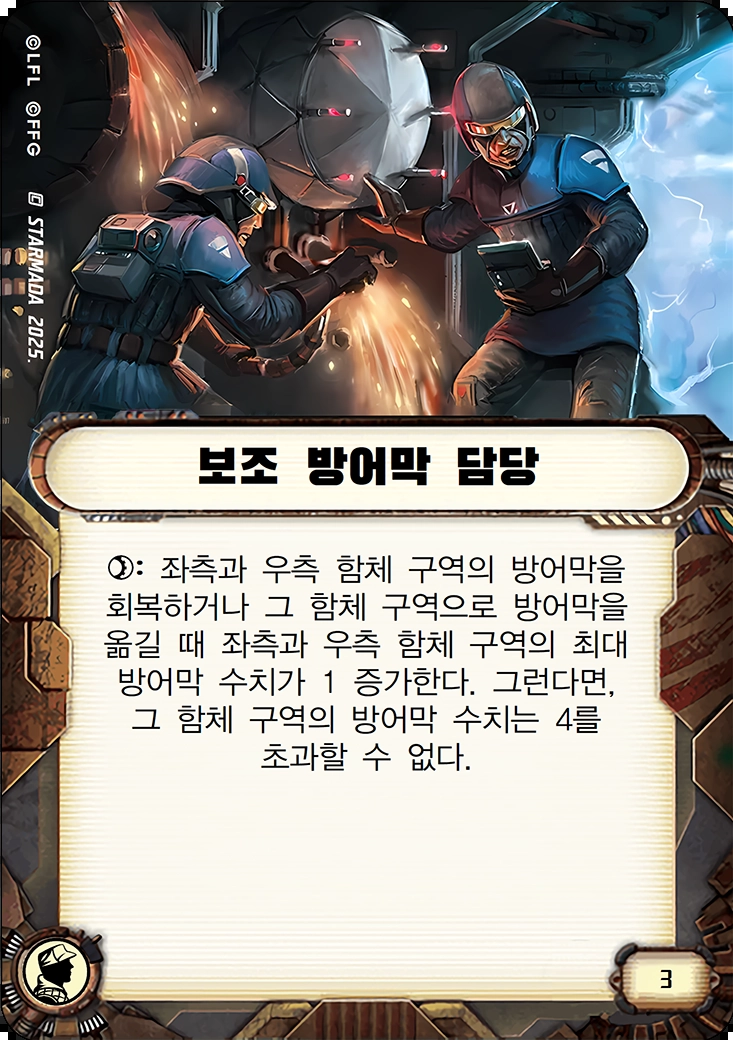 ©LFL ©FFG STARMADA 2025.
보조 방어막 담당
: 좌측과 우측 함체 구역의 방어막을
회복하거나 그 함체 구역으로 방어막을
옮길 때 좌측과 우측 함체 구역의 최대
방어막 수치가 1 증가한다. 그런다면,
그 함체 구역의 방어막 수치는 4를
초과할 수 없다.
3